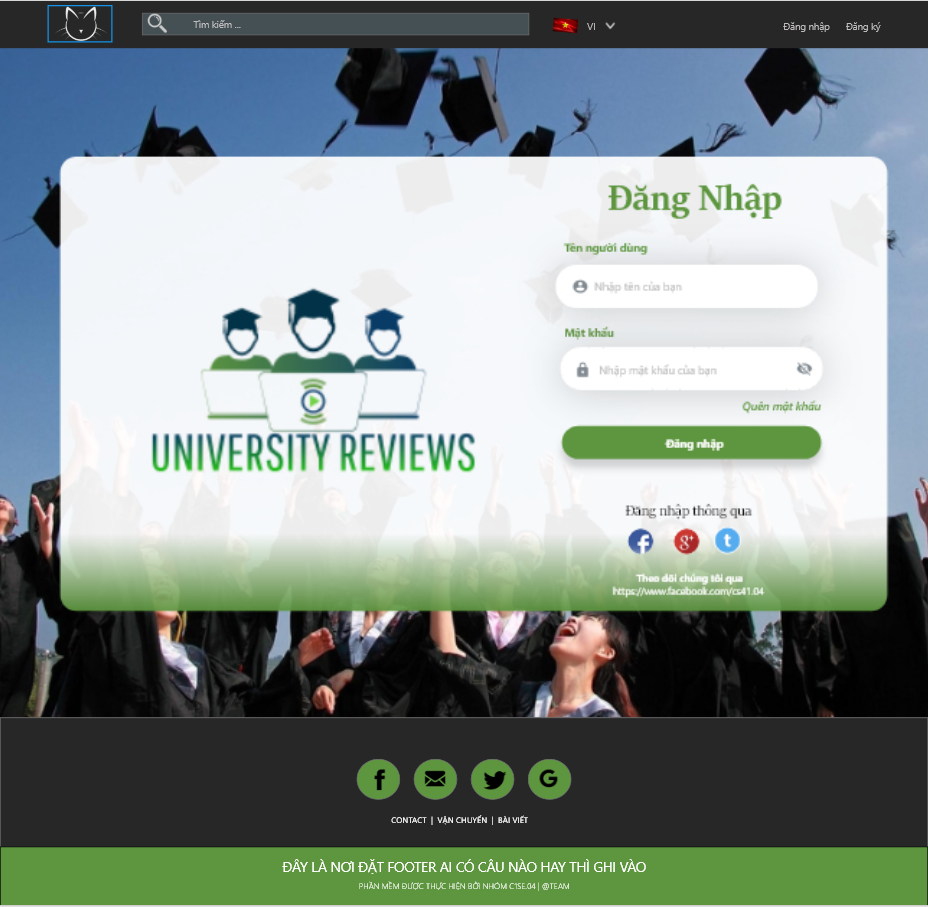 Tìm kiếm ...
VI
Đăng nhập
Đăng ký
Đăng Nhập
Tên người dùng
Nhập tên của bạn
Mật khẩu
Nhập mật khẩu của bạn
Quên mật khẩu
Đăng nhập
UNIVERSITY REVIEWS
Đăng nhập thông qua
Theo dõi chúng tôi qua
https://www.facebook.com/cs41.04
CONTACT | VẬN CHUYỂN | BÀI VIẾT
ĐÂY LÀ NƠI ĐẶT FOOTER AI CÓ CÂU NÀO HAY THÌ GHI VÀO
PHẦN MỀM ĐƯỢC THỰC HIỆN BỞI NHÓM C1SE.04 | @TEAM